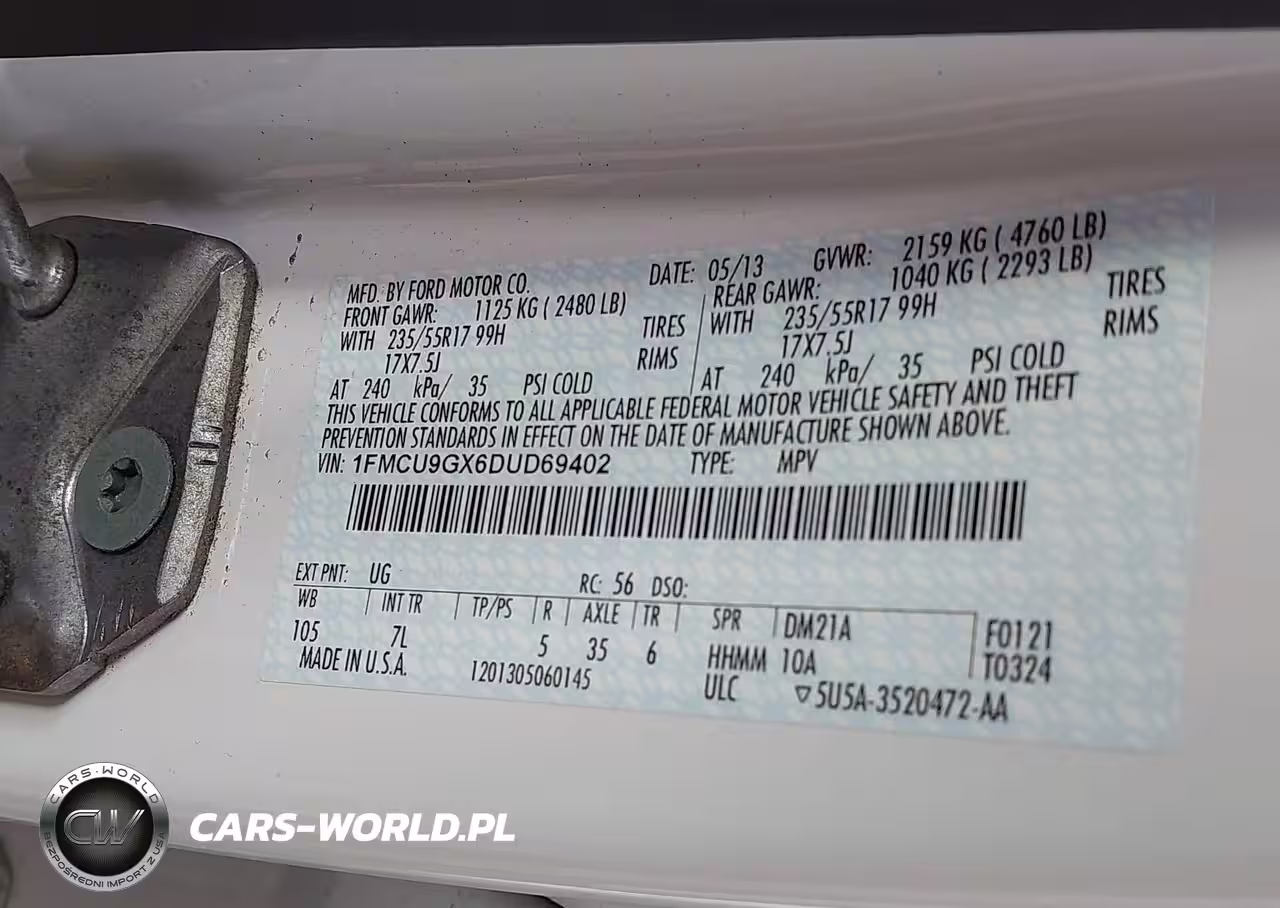 MFD. BY FORD MOTOR CO. DATE: 05/13 GVWR: 2159 KG ( 4760 LB)
FRONT GAWR: 1125 KG ( 2480 LB) REAR GAWR: 1040 KG ( 2293 LB)
WITH 235/55R17 99H TIRES WITH 235/55R17 99H TIRES
17X7.5J RIMS 17X7.5J RIMS
AT 240 kPa/ 35 PSI COLD AT 240 kPa/ 35 PSI COLD
THIS VEHICLE CONFORMS TO ALL APPLICABLE FEDERAL MOTOR VEHICLE SAFETY AND THEFT
PREVENTION STANDARDS IN EFFECT ON THE DATE OF MANUFACTURE SHOWN ABOVE.
VIN: 1FMCU9GX6DUD69402 TYPE: MPV
EXT PNT: UG RC: 56 DSO:
WB INT TR TP/PS R AXLE TR SPR DM21A F0121
105 7L 5 35 6 HHMM 10A T0324
MADE IN U.S.A. 1201305060145 ULC ▽5U5A-3520472-AA
CARS-WORLD
CW
BEZPOŚREDNI IMPORT Z USA
CARS-WORLD.PL